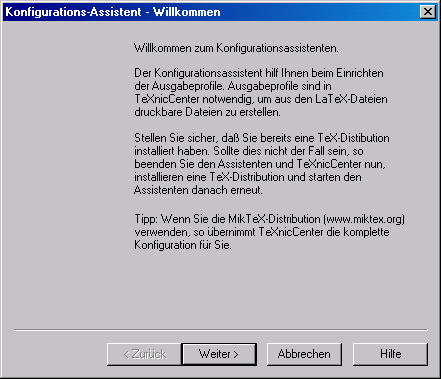 Konfigurations-Assistent - Willkommen
Willkommen zum Konfigurationsassistenten.
Der Konfigurationsassistent hilf Ihnen beim Einrichten
der Ausgabeprofile. Ausgabeprofile sind in
TeXnicCenter notwendig, um aus den LaTeX-Dateien
druckbare Dateien zu erstellen.
Stellen Sie sicher, daß Sie bereits eine TeX-Distibution
installiert haben. Sollte dies nicht der Fall sein, so
beenden Sie den Assistenten und TeXnicCenter nun,
installieren eine TeX-Distribution und starten den
Assistenten danach erneut.
Tipp: Wenn Sie die MikTeX-Distribution (www.miktex.org)
verwenden, so übernimmt TeXnicCenter die komplette
Konfiguration für Sie.
< Zurück Weiter > Abbrechen Hilfe